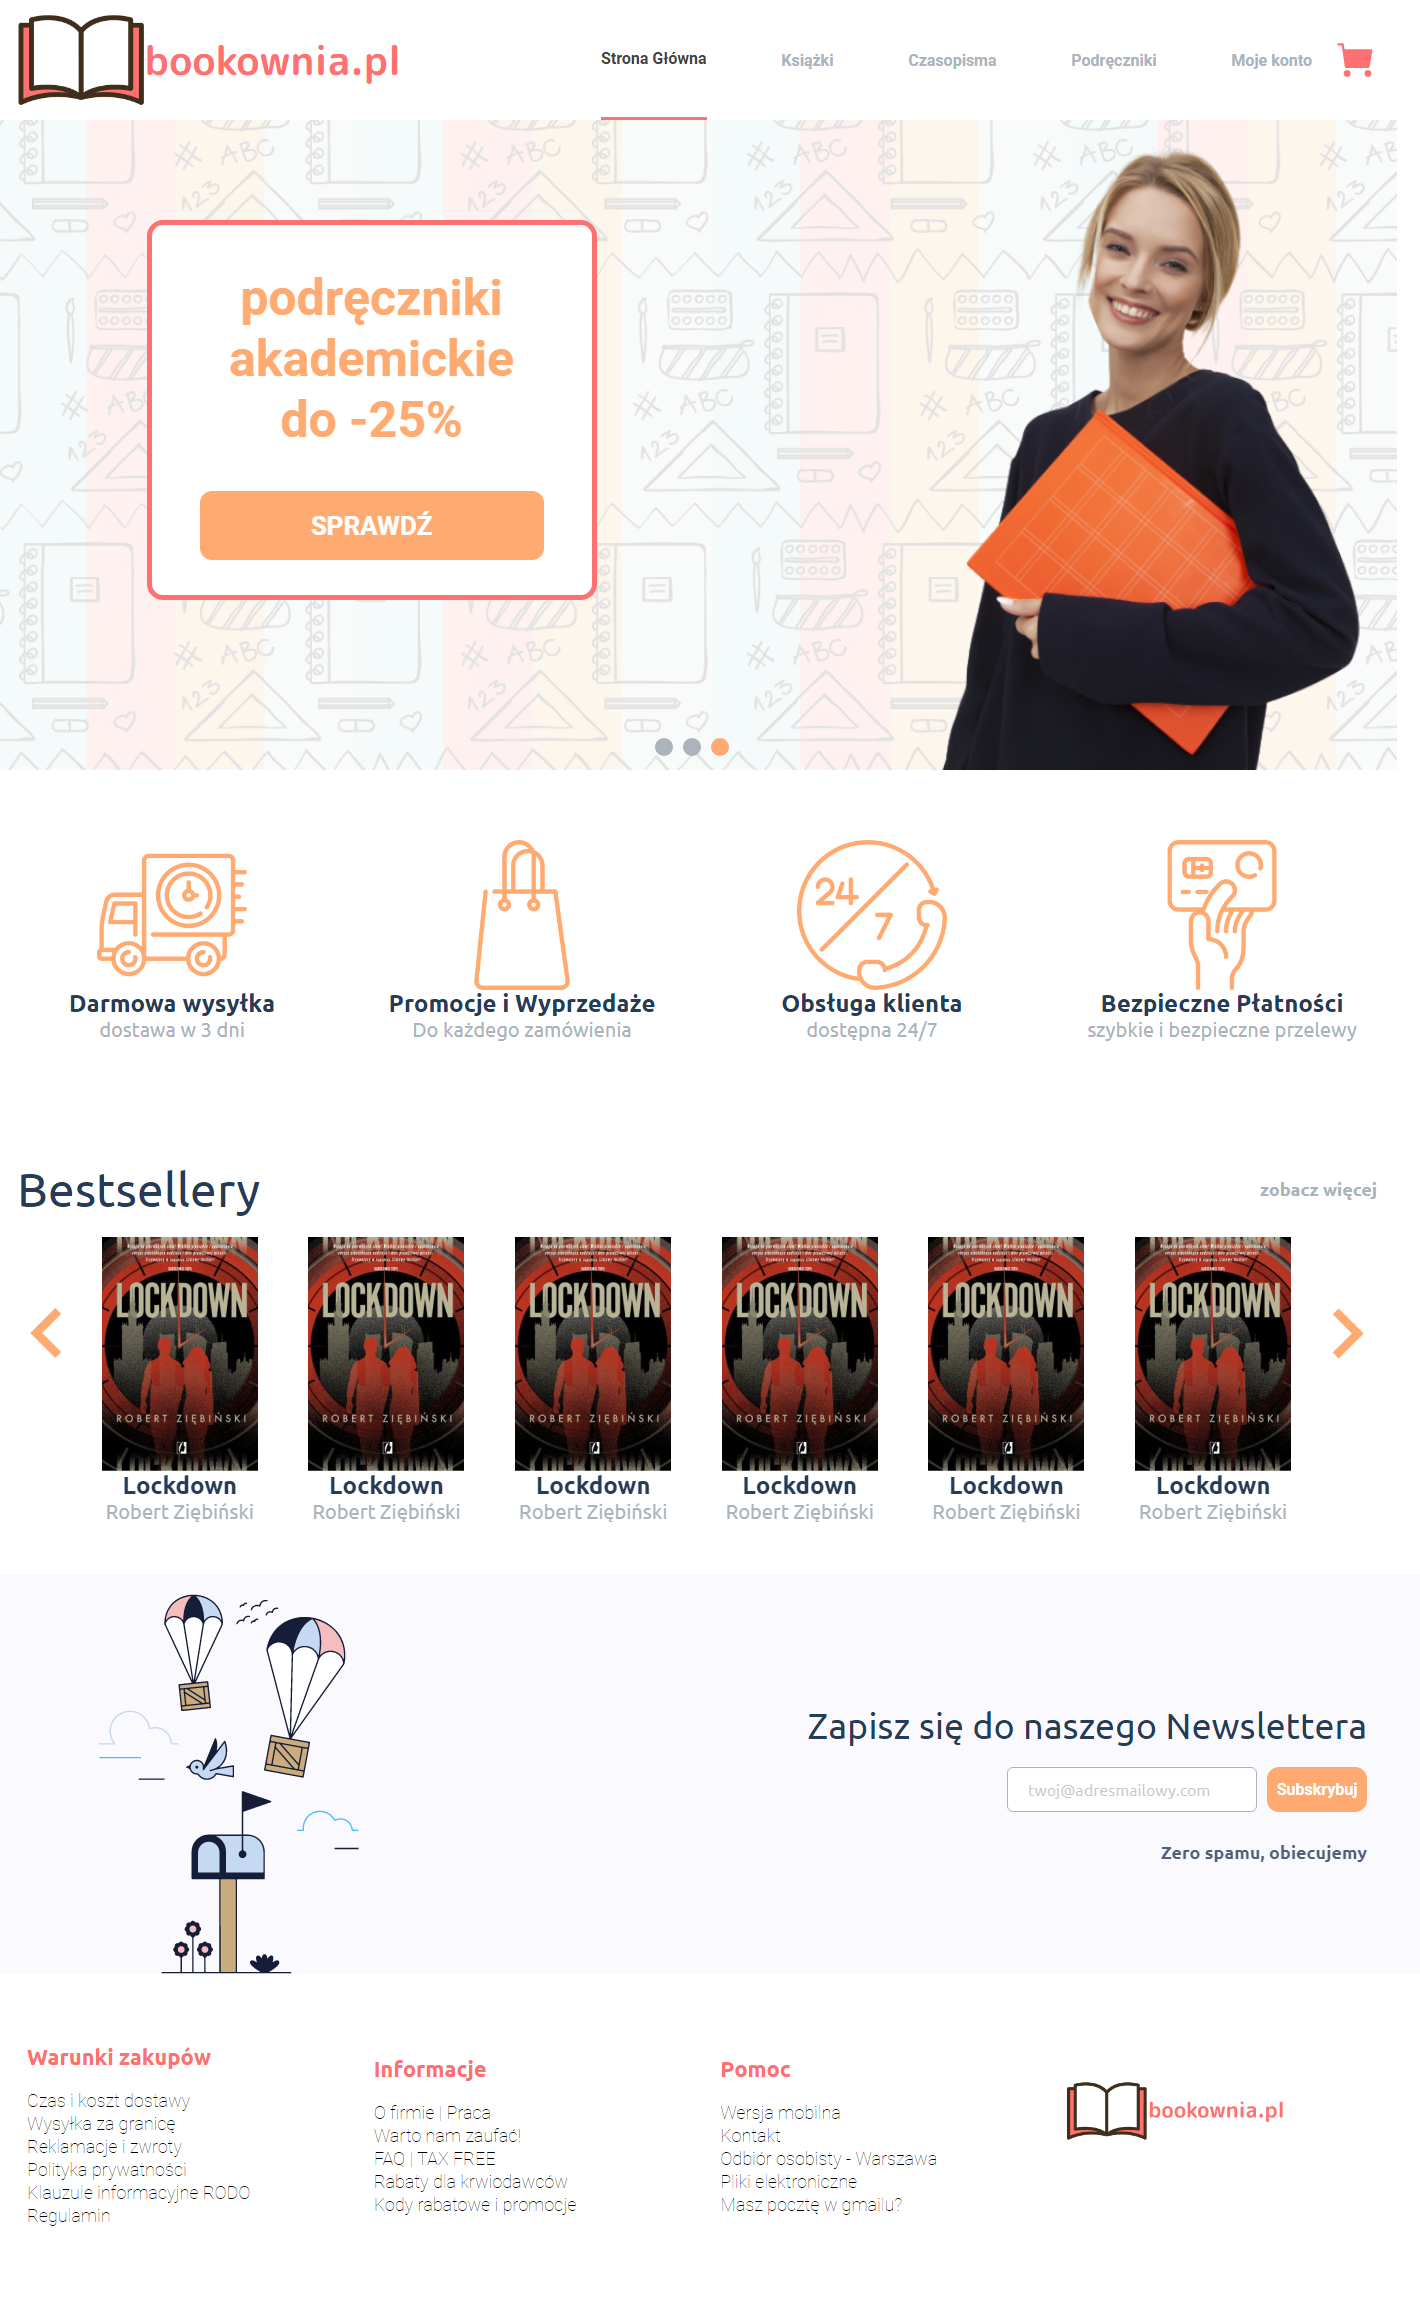 bookownia.pl
Strona Główna
Książki
Czasopisma
Podręczniki
Moje konto
podręczniki
akademickie
do -25%
SPRAWDŹ
Darmowa wysyłka
dostawa w 3 dni
Promocje i Wyprzedaże
Do każdego zamówienia
24
7
Obsługa klienta
dostępna 24/7
Bezpieczne Płatności
szybkie i bezpieczne przelewy
Bestsellery
zobacz więcej
LOCKDOWN
ROBERT ZIĘBIŃSKI
Lockdown
Robert Ziębiński
LOCKDOWN
ROBERT ZIĘBIŃSKI
Lockdown
Robert Ziębiński
LOCKDOWN
ROBERT ZIĘBIŃSKI
Lockdown
Robert Ziębiński
LOCKDOWN
ROBERT ZIĘBIŃSKI
Lockdown
Robert Ziębiński
LOCKDOWN
ROBERT ZIĘBIŃSKI
Lockdown
Robert Ziębiński
LOCKDOWN
ROBERT ZIĘBIŃSKI
Lockdown
Robert Ziębiński
Zapisz się do naszego Newslettera
twoj@adresmailowy.com
Subskrybuj
Zero spamu, obiecujemy
Warunki zakupów
Czas i koszt dostawy
Wysyłka za granicę
Reklamacje i zwroty
Polityka prywatności
Klauzule informacyjne RODO
Regulamin
Informacje
O firmie | Praca
Warto nam zaufać!
FAQ | TAX FREE
Rabaty dla krwiodawców
Kody rabatowe i promocje
Pomoc
Wersja mobilna
Kontakt
Odbiór osobisty - Warszawa
Pliki elektroniczne
Masz pocztę w gmailu?
bookownia.pl